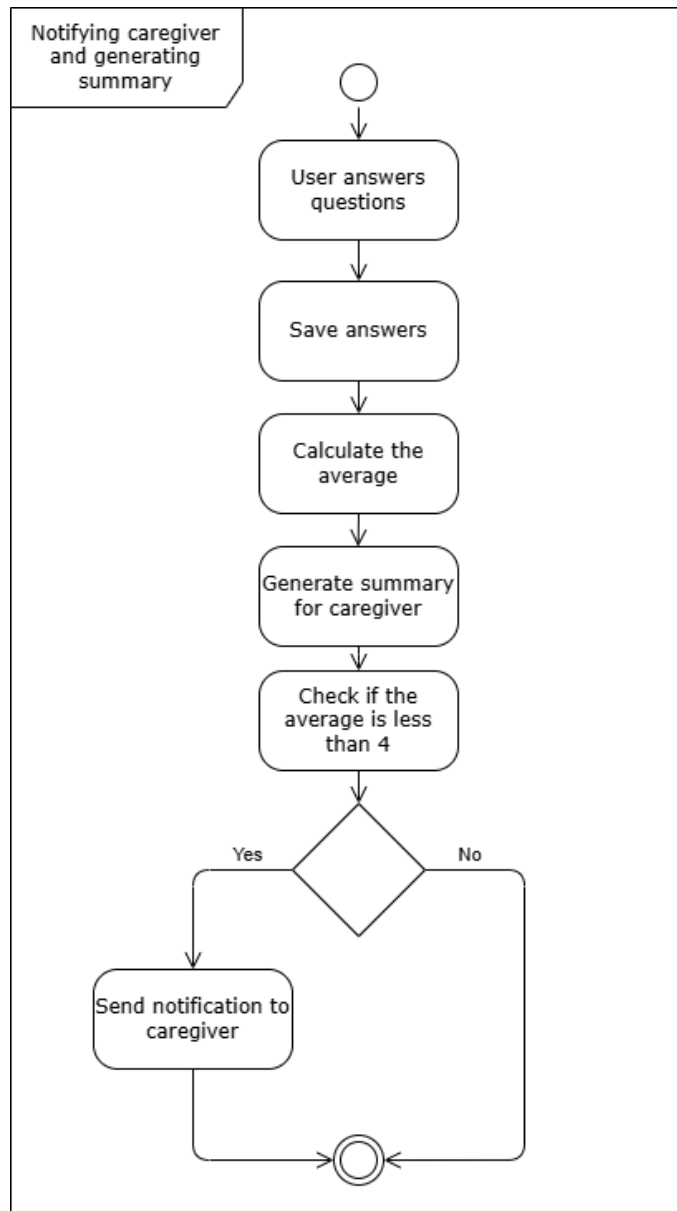 Notifying caregiver
and generating
summary
User answers
questions
Save answers
Calculate the
average
Generate summary
for caregiver
Check if the
average is less
than 4
Yes
No
Send notification to
caregiver